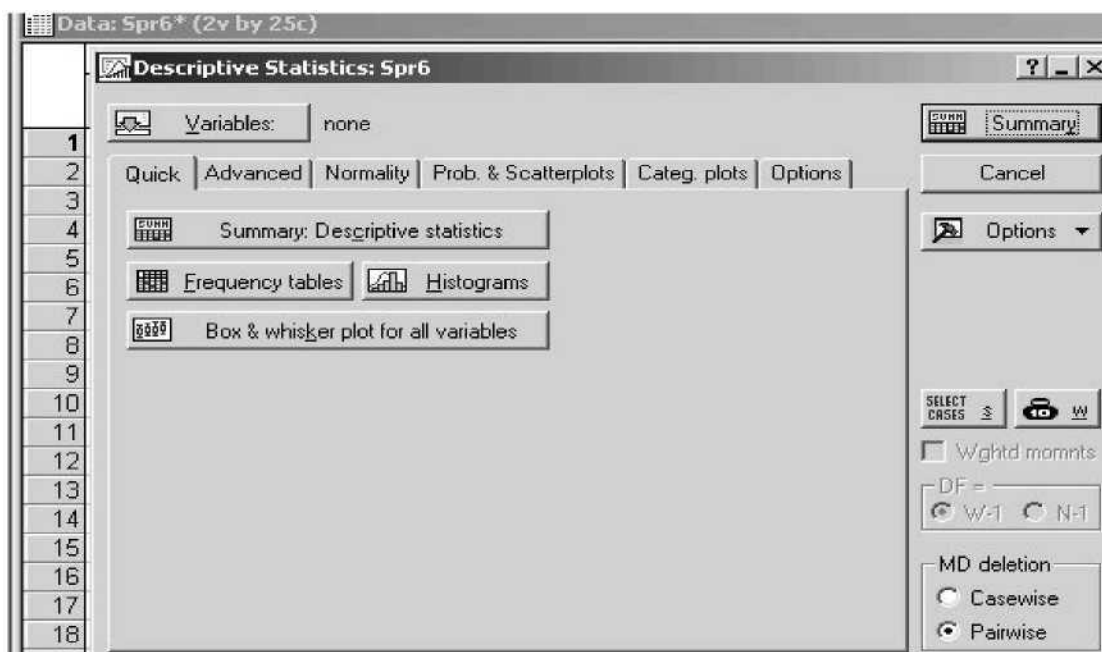 Data: Spr6* (2v by 25c)
Descriptive Statistics: Spr6
? _ ×
Variables: none
Summary
Quick Advanced Normality Prob. & Scatterplots Categ. plots Options
Cancel
SUMM Summary: Descriptive statistics
Options
Frequency tables Histograms
Box & whisker plot for all variables
SELECT CASES S W
Wghtd momnts
DF =
W-1 N-1
MD deletion
Casewise
Pairwise
1
2
3
4
5
6
7
8
9
10
11
12
13
14
15
16
17
18